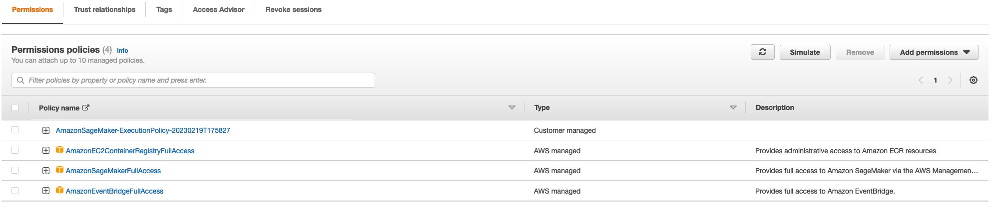 Permissions Trust relationships Tags Access Advisor Revoke sessions
Permissions policies (4) Info
You can attach up to 10 managed policies.
Simulate Remove Add permissions
Filter policies by property or policy name and press enter.
1
Policy name Type Description
AmazonSageMaker-ExecutionPolicy-20230219T175827 Customer managed
AmazonEC2ContainerRegistryFullAccess AWS managed Provides administrative access to Amazon ECR resources
AmazonSageMakerFullAccess AWS managed Provides full access to Amazon SageMaker via the AWS Managemen…
AmazonEventBridgeFullAccess AWS managed Provides full access to Amazon EventBridge.